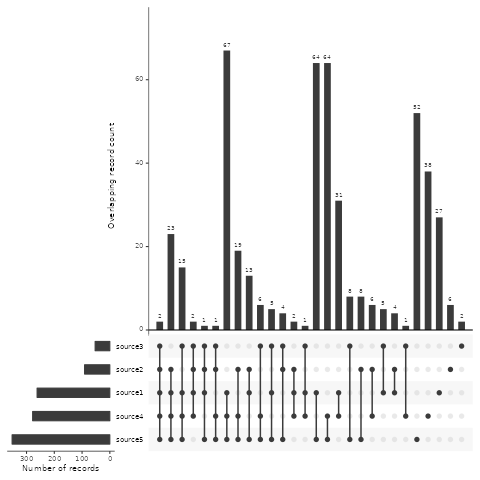 67
64 64
60
52
Overlapping record count
40
38
31
27
23
20
19
15
13
8 8
6 5 4 6 5 4 6
2 2 1 1 2 1 1 2
0
source3
source2
source1
source4
source5
300 200 100 0
Number of records